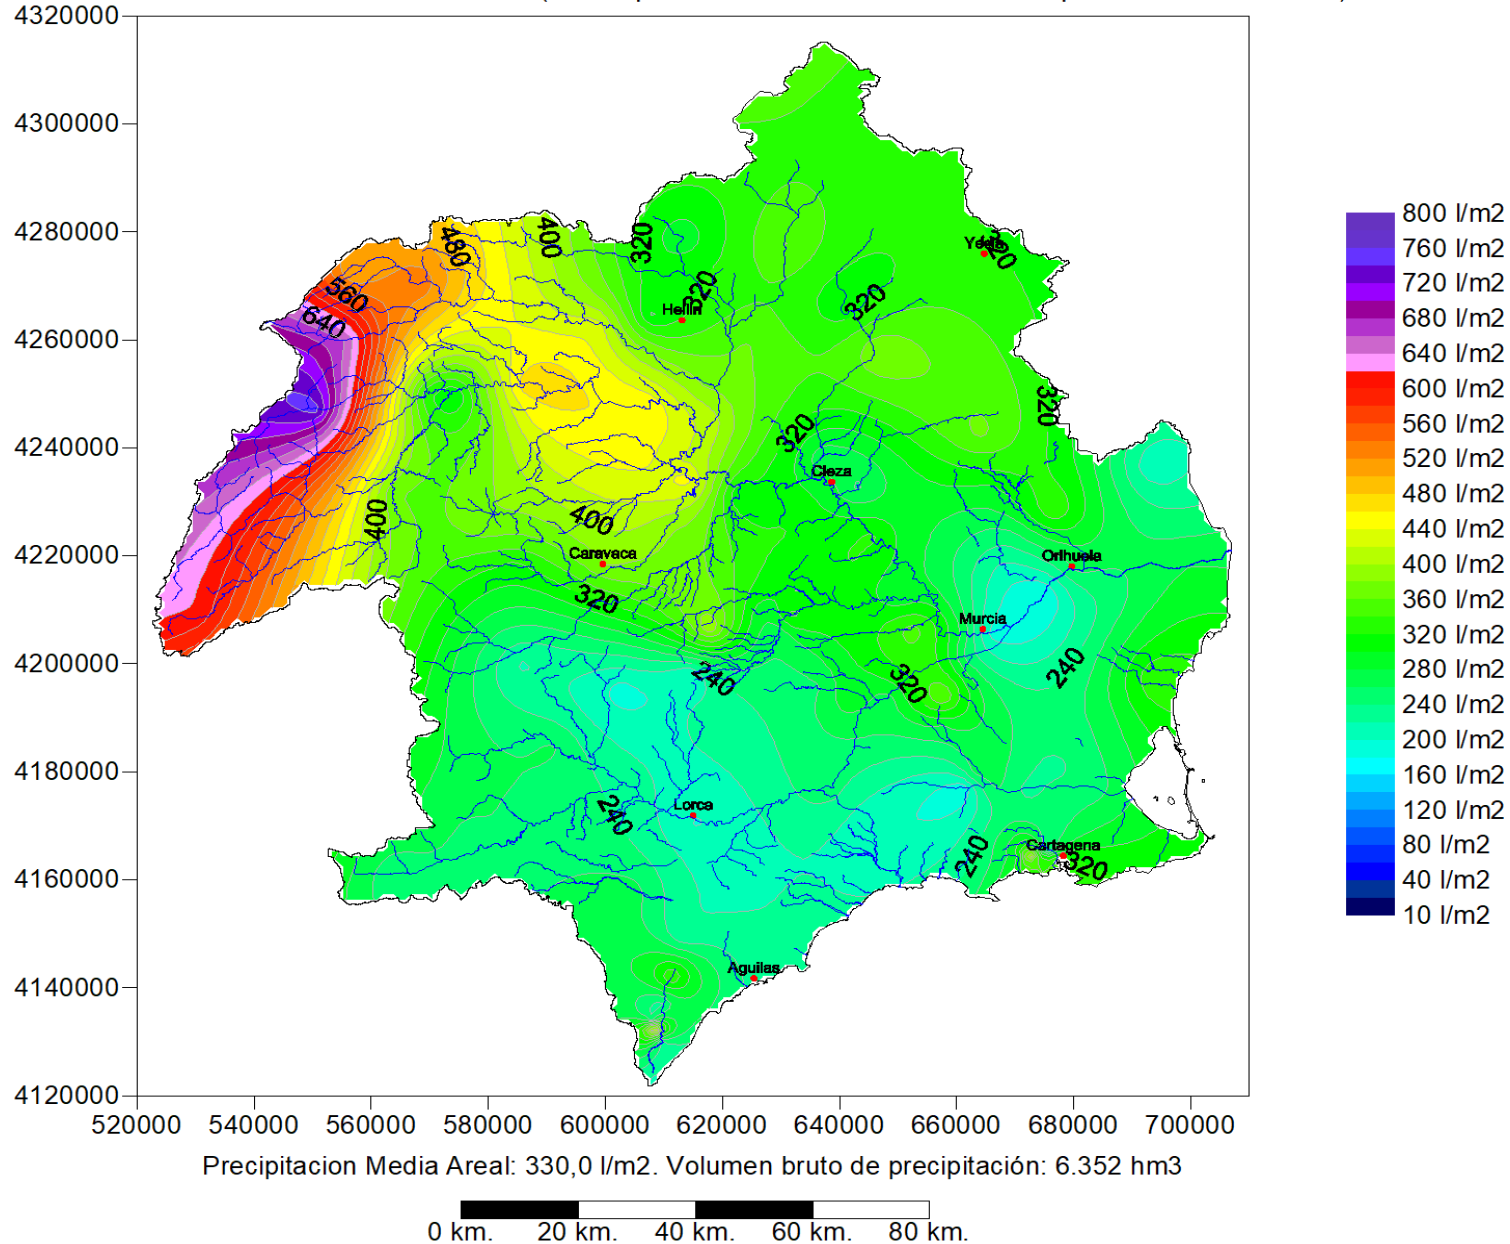 4320000
4300000
4280000
4260000
4240000
4220000
4200000
4180000
4160000
4140000
4120000
520000 540000 560000 580000 600000 620000 640000 660000 680000 700000
480
400
320
320
560
640
Hellin
320
320
320
320
Cieza
400
400
Caravaca
Orihuela
320
Murcia
240
240
320
240
Lorca
240
Cartagena
320
Aguilas
800 l/m2
760 l/m2
720 l/m2
680 l/m2
640 l/m2
600 l/m2
560 l/m2
520 l/m2
480 l/m2
440 l/m2
400 l/m2
360 l/m2
320 l/m2
280 l/m2
240 l/m2
200 l/m2
160 l/m2
120 l/m2
80 l/m2
40 l/m2
10 l/m2
Precipitacion Media Areal: 330,0 l/m2. Volumen bruto de precipitación: 6.352 hm3
0 km. 20 km. 40 km. 60 km. 80 km.